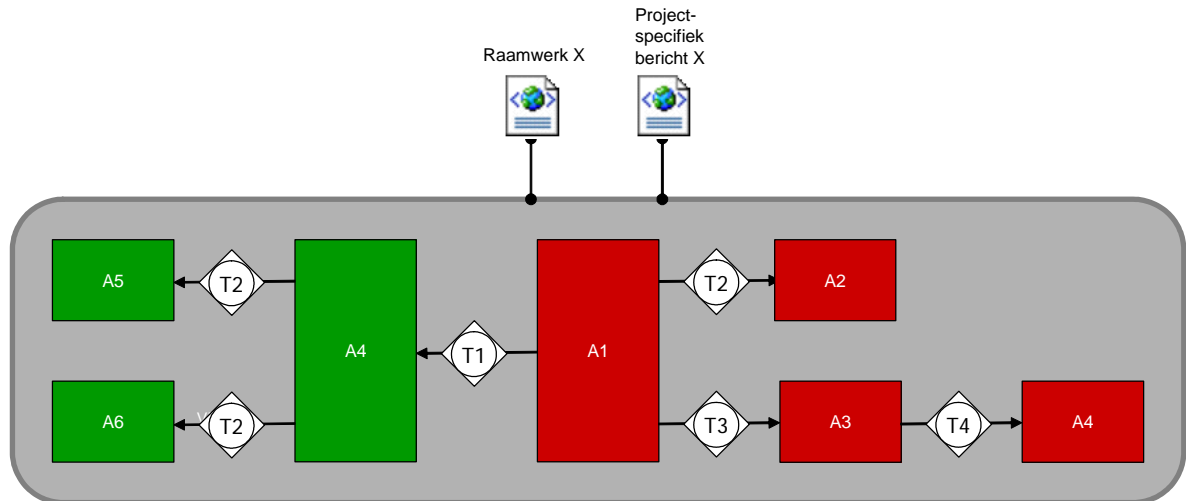 Project-
specifiek
bericht X
Raamwerk X
A5
T2
A4
T1
A1
T2
A2
A6
T2
T3
A3
T4
A4